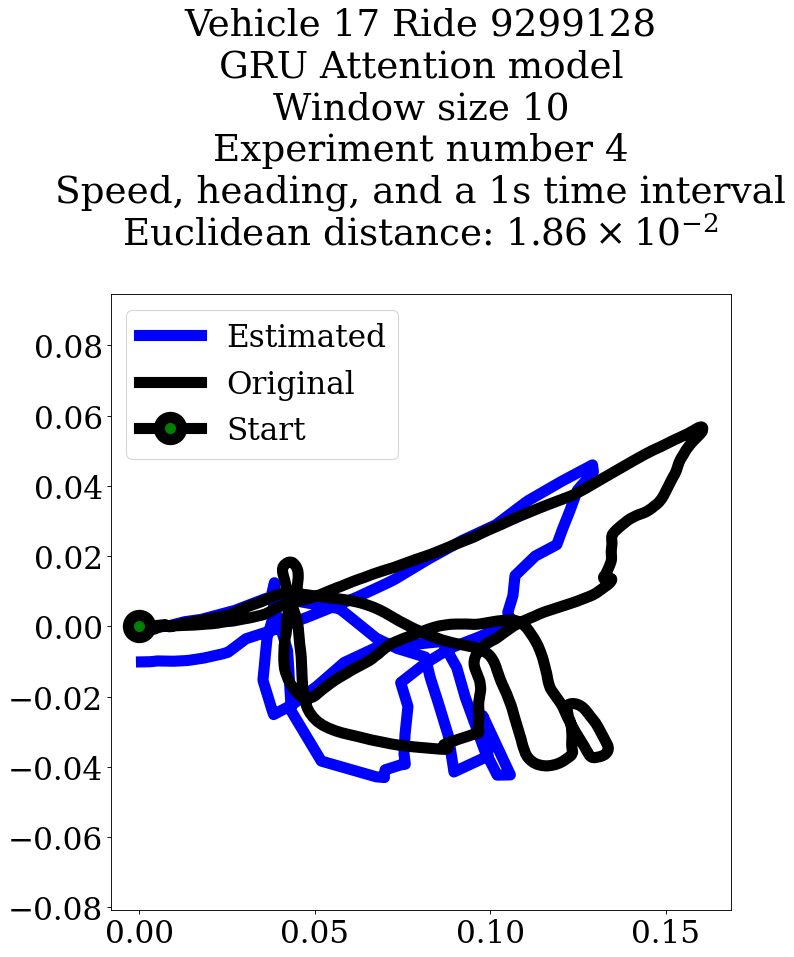 Vehicle 17 Ride 9299128
GRU Attention model
Window size 10
Experiment number 4
Speed, heading, and a 1s time interval
Euclidean distance: 1.86 × 10⁻²
Estimated
Original
Start
0.08
0.06
0.04
0.02
0.00
−0.02
−0.04
−0.06
−0.08
0.00 0.05 0.10 0.15